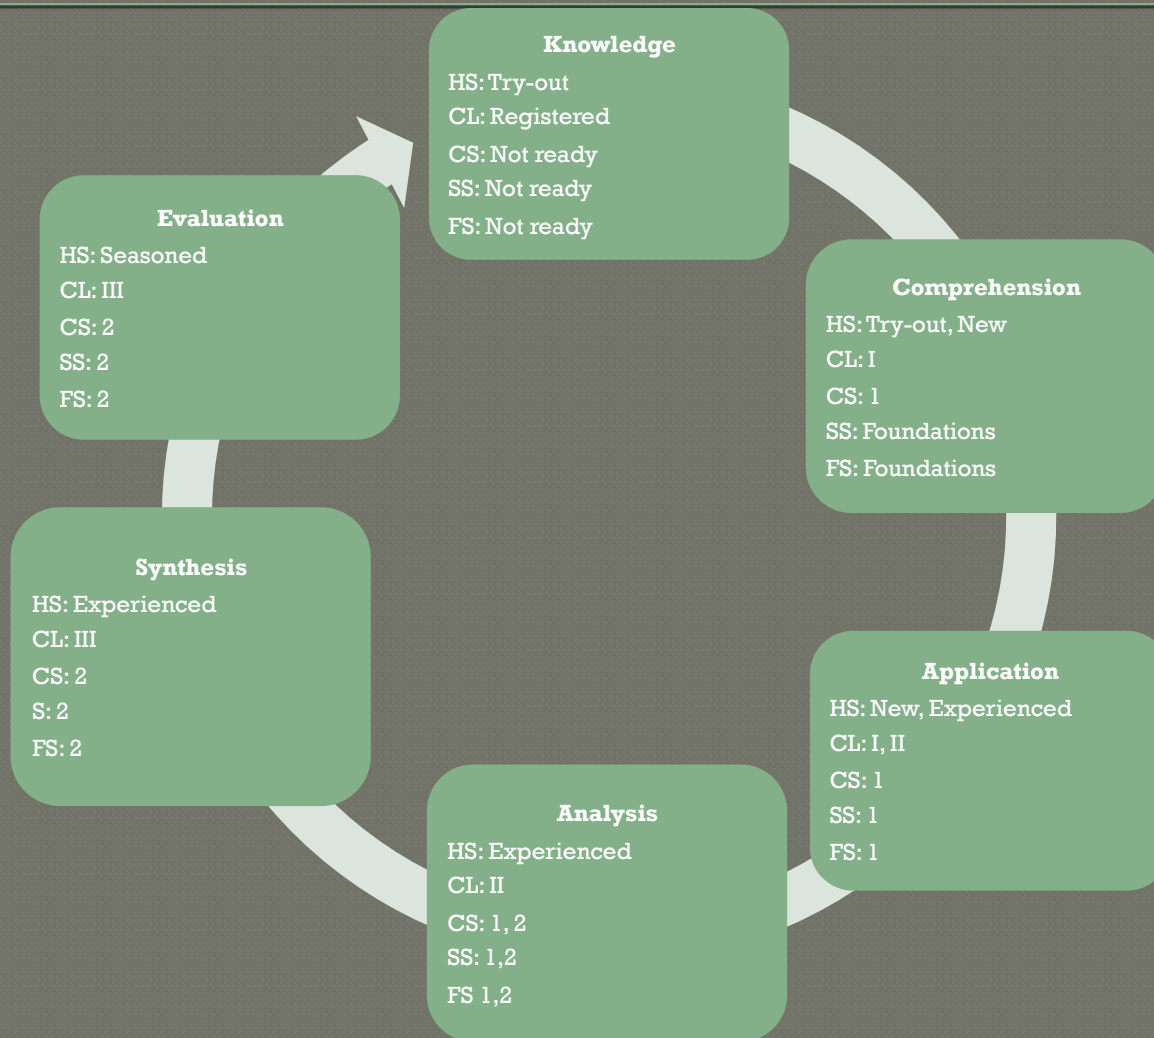 Knowledge
HS: Try-out
CL: Registered
CS: Not ready
SS: Not ready
FS: Not ready
Comprehension
HS: Try-out, New
CL: I
CS: 1
SS: Foundations
FS: Foundations
Application
HS: New, Experienced
CL: I, II
CS: 1
SS: 1
FS: 1
Analysis
HS: Experienced
CL: II
CS: 1, 2
SS: 1,2
FS 1,2
Synthesis
HS: Experienced
CL: III
CS: 2
S: 2
FS: 2
Evaluation
HS: Seasoned
CL: III
CS: 2
SS: 2
FS: 2